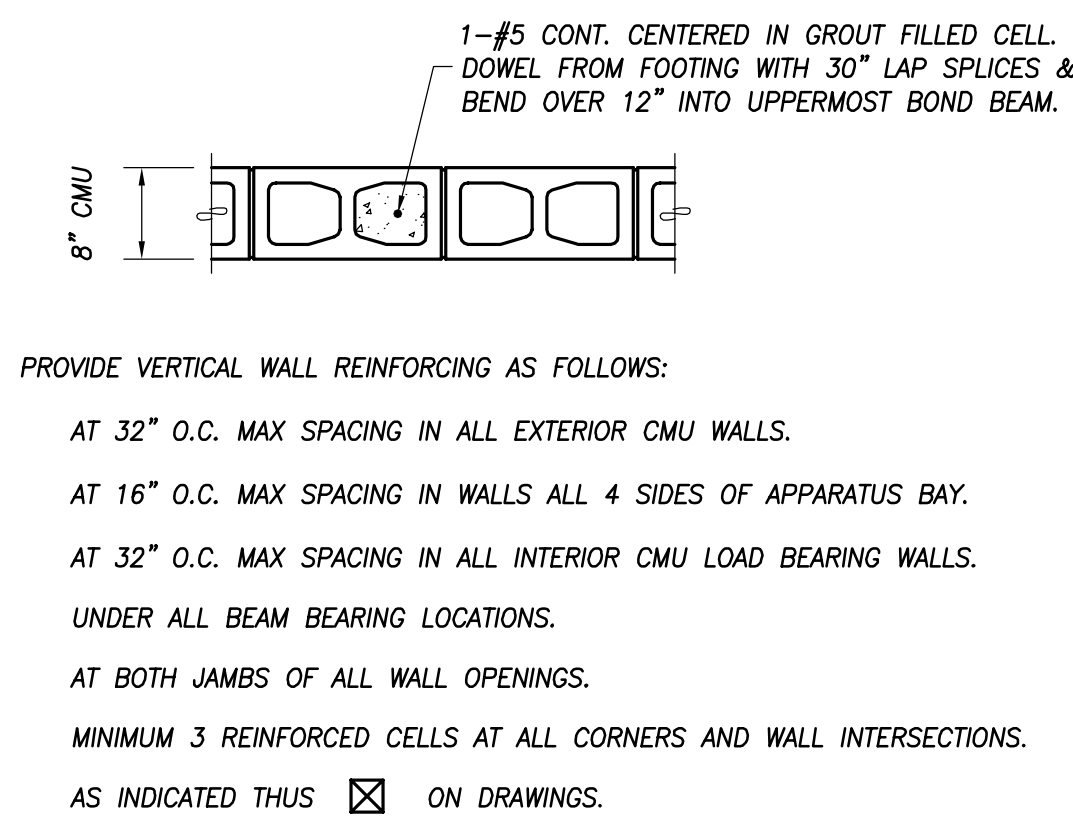 1-#5 CONT. CENTERED IN GROUT FILLED CELL.
DOWEL FROM FOOTING WITH 30" LAP SPLICES &
BEND OVER 12" INTO UPPERMOST BOND BEAM.
8" CMU
PROVIDE VERTICAL WALL REINFORCING AS FOLLOWS:
AT 32" O.C. MAX SPACING IN ALL EXTERIOR CMU WALLS.
AT 16" O.C. MAX SPACING IN WALLS ALL 4 SIDES OF APPARATUS BAY.
AT 32" O.C. MAX SPACING IN ALL INTERIOR CMU LOAD BEARING WALLS.
UNDER ALL BEAM BEARING LOCATIONS.
AT BOTH JAMBS OF ALL WALL OPENINGS.
MINIMUM 3 REINFORCED CELLS AT ALL CORNERS AND WALL INTERSECTIONS.
AS INDICATED THUS ON DRAWINGS.